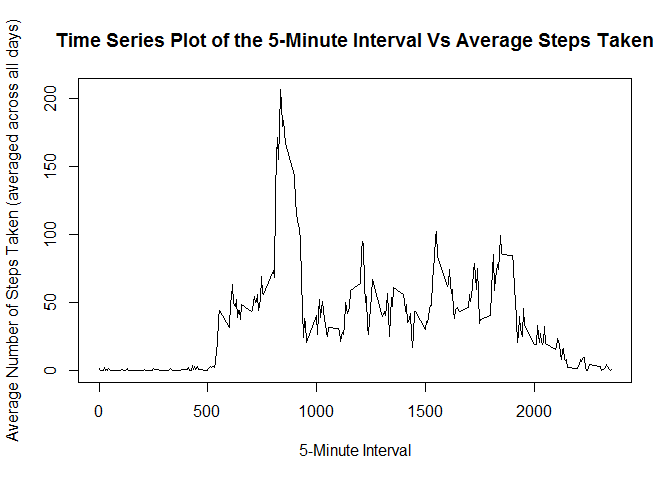 Time Series Plot of the 5-Minute Interval Vs Average Steps Taken
Average Number of Steps Taken (averaged across all days)
200
150
100
50
0
0 500 1000 1500 2000
5-Minute Interval